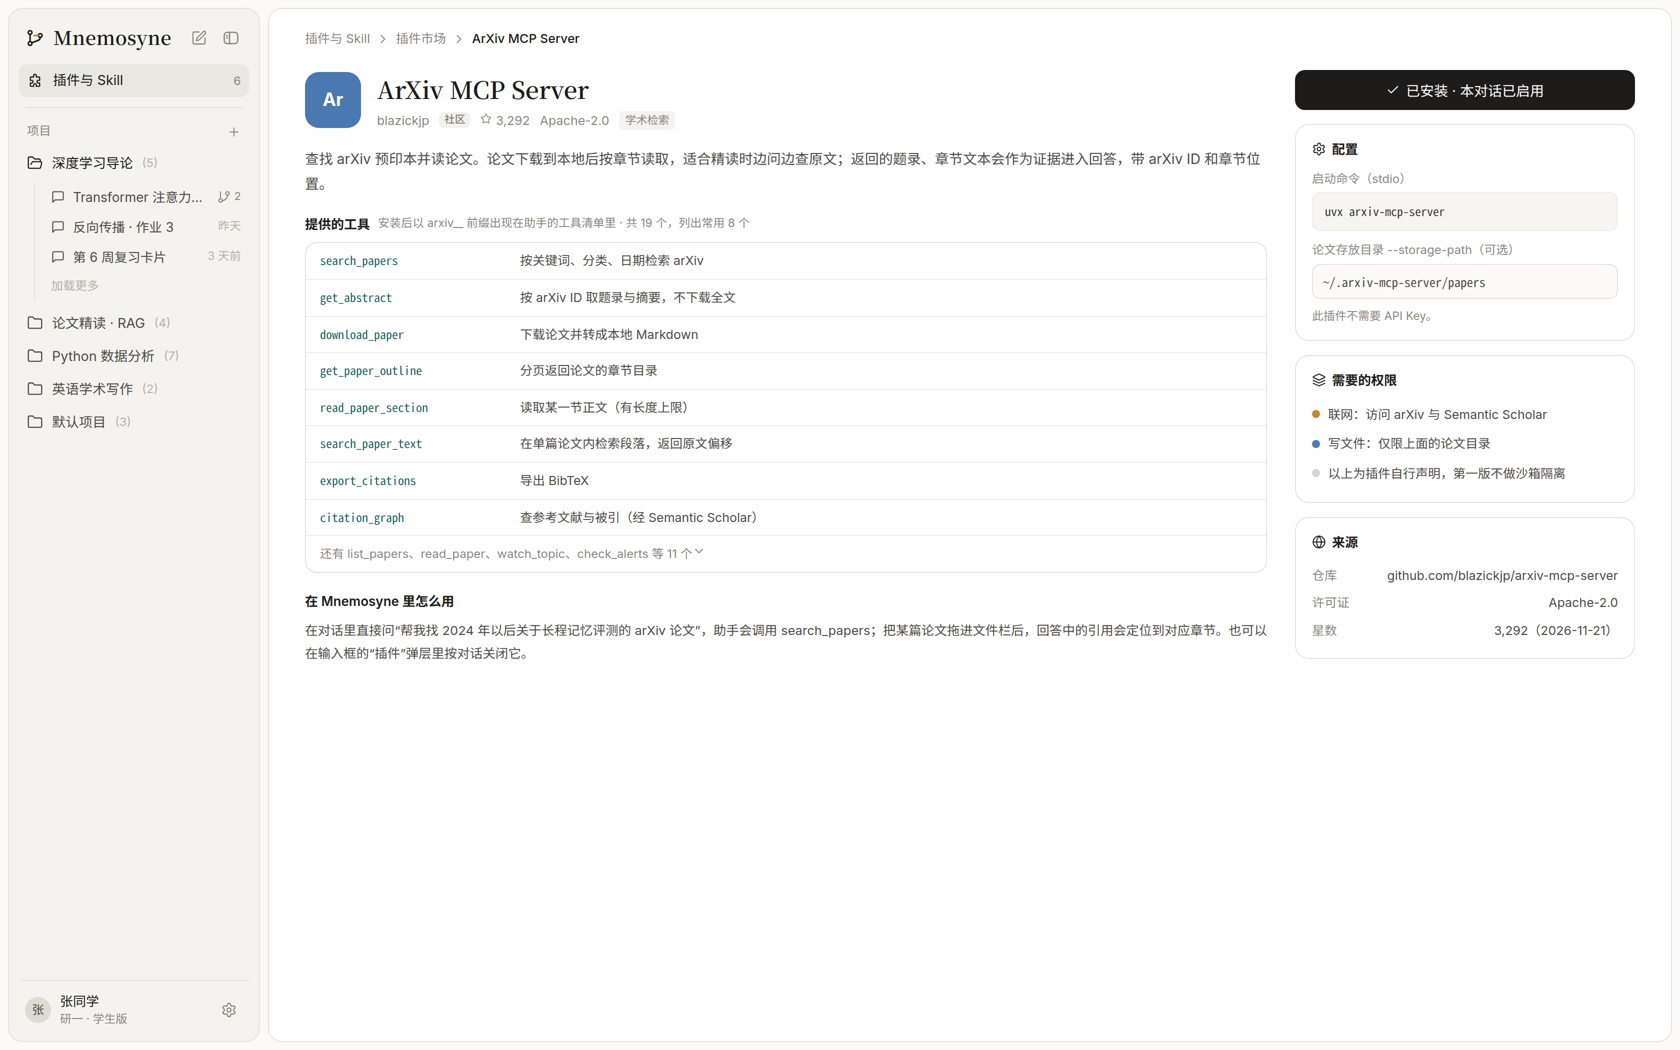 Mnemosyne
插件与 Skill 6
项目
深度学习导论 (5)
Transformer 注意力... 2
反向传播 · 作业 3 昨天
第 6 周复习卡片 3 天前
加载更多
论文精读 · RAG (4)
Python 数据分析 (7)
英语学术写作 (2)
默认项目 (3)
张 张同学
研一 · 学生版
插件与 Skill > 插件市场 > ArXiv MCP Server
Ar ArXiv MCP Server
blazickjp 社区 3,292 Apache-2.0 学术检索
查找 arXiv 预印本并读论文。论文下载到本地后按章节读取，适合精读时边问边查原文；返回的题录、章节文本会作为证据进入回答，带 arXiv ID 和章节位
置。
提供的工具 安装后以 arxiv__ 前缀出现在助手的工具清单里 · 共 19 个，列出常用 8 个
search_papers 按关键词、分类、日期检索 arXiv
get_abstract 按 arXiv ID 取题录与摘要，不下载全文
download_paper 下载论文并转成本地 Markdown
get_paper_outline 分页返回论文的章节目录
read_paper_section 读取某一节正文（有长度上限）
search_paper_text 在单篇论文内检索段落，返回原文偏移
export_citations 导出 BibTeX
citation_graph 查参考文献与被引（经 Semantic Scholar）
还有 list_papers、read_paper、watch_topic、check_alerts 等 11 个
在 Mnemosyne 里怎么用
在对话里直接问“帮我找 2024 年以后关于长程记忆评测的 arXiv 论文”，助手会调用 search_papers；把某篇论文拖进文件栏后，回答中的引用会定位到对应章节。也可以
在输入框的“插件”弹层里按对话关闭它。
已安装 · 本对话已启用
配置
启动命令（stdio）
uvx arxiv-mcp-server
论文存放目录 --storage-path（可选）
~/.arxiv-mcp-server/papers
此插件不需要 API Key。
需要的权限
联网：访问 arXiv 与 Semantic Scholar
写文件：仅限上面的论文目录
以上为插件自行声明，第一版不做沙箱隔离
来源
仓库 github.com/blazickjp/arxiv-mcp-server
许可证 Apache-2.0
星数 3,292（2026-11-21）